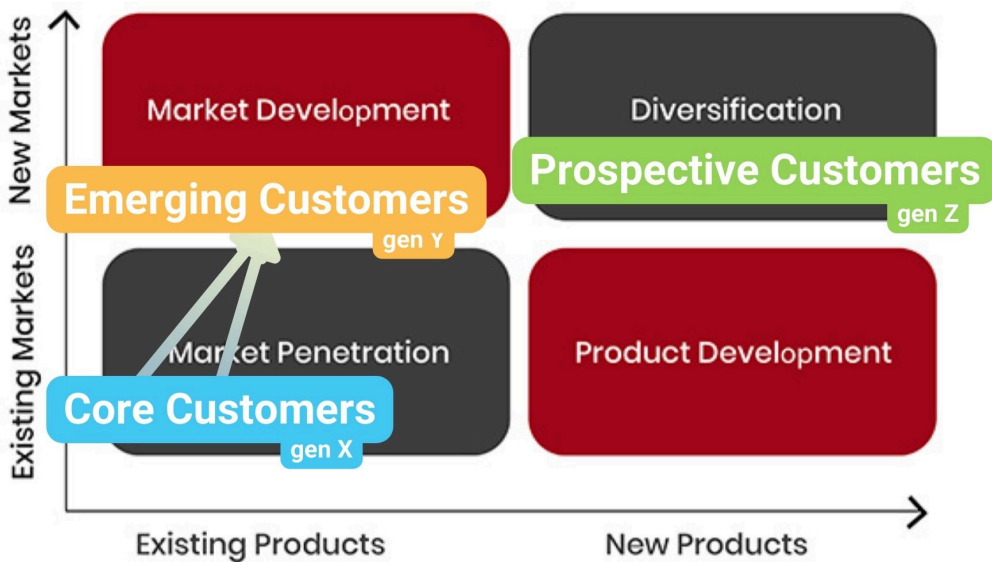 New Markets
Market Development
Diversification
Emerging Customers
gen Y
Prospective Customers
gen Z
Existing Markets
Market Penetration
Product Development
Core Customers
gen X
Existing Products
New Products